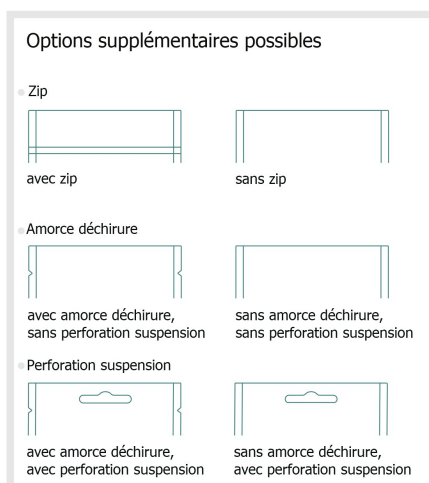 Options supplémentaires possibles
Zip
avec zip
sans zip
Amorce déchirure
avec amorce déchirure,
sans perforation suspension
sans amorce déchirure,
sans perforation suspension
Perforation suspension
avec amorce déchirure,
avec perforation suspension
sans amorce déchirure,
avec perforation suspension